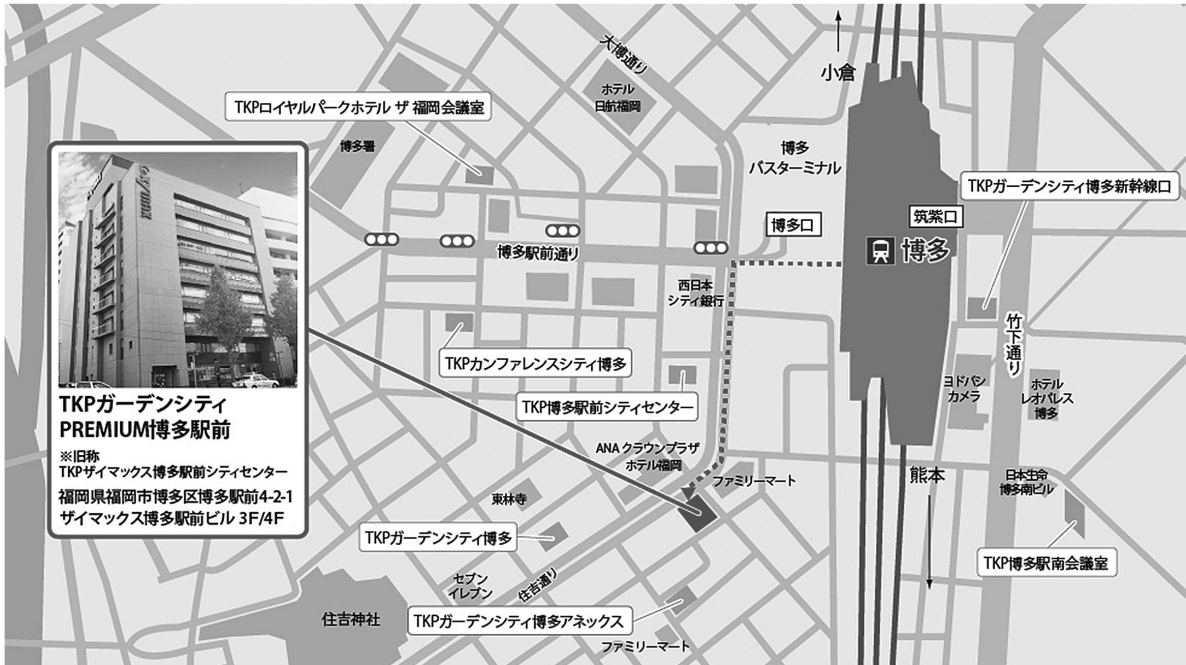 大博通り
小倉
ホテル
日航福岡
TKPロイヤルパークホテル ザ 福岡会議室
博多署
博多
バスターミナル
TKPガーデンシティ博多新幹線口
博多口
筑紫口
博多駅前通り
博多
西日本
シティ銀行
竹下通り
TKPカンファレンスシティ博多
ヨドバシ
カメラ
ホテル
レオパレス
博多
TKP博多駅前シティセンター
TKPガーデンシティ
PREMIUM博多駅前
※旧称
TKPザイマックス博多駅前シティセンター
福岡県福岡市博多区博多駅前4-2-1
ザイマックス博多駅前ビル 3F/4F
ANA クラウンプラザ
ホテル福岡
ファミリーマート
熊本
日本生命
博多南ビル
東林寺
TKPガーデンシティ博多
TKP博多駅南会議室
セブン
イレブン
住吉通り
住吉神社
TKPガーデンシティ博多アネックス
ファミリーマート